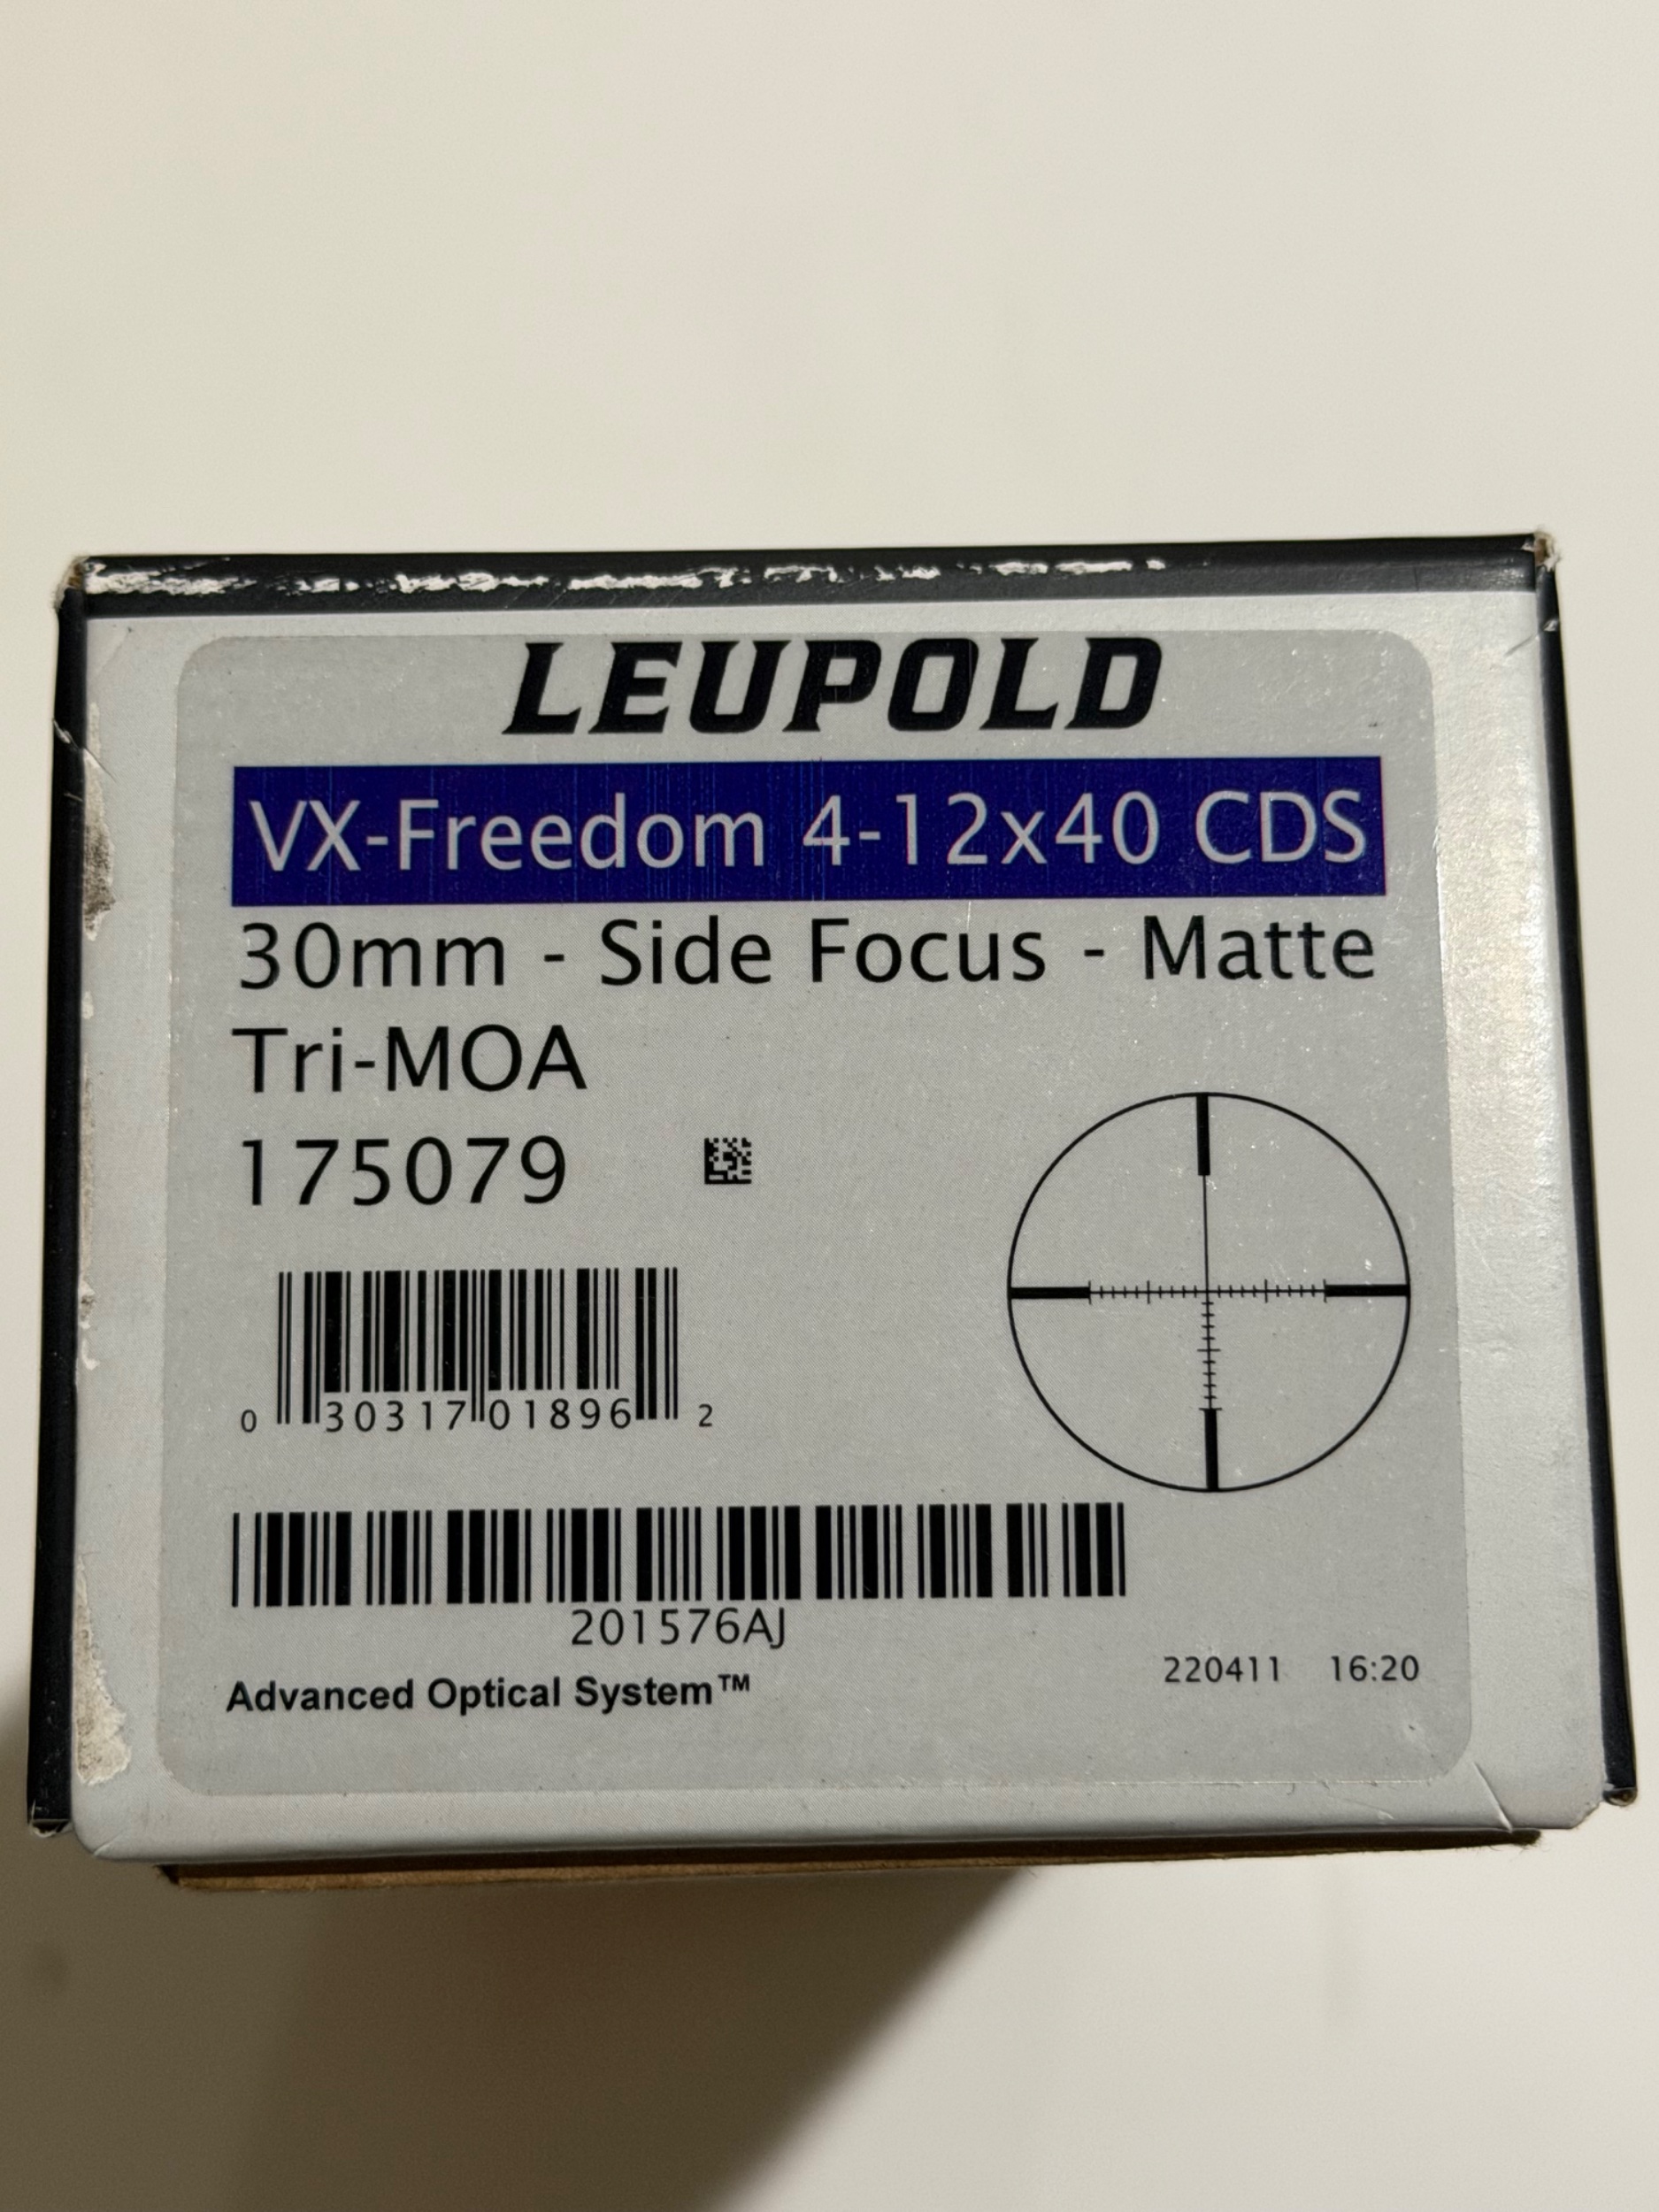 LEUPOLD
VX-Freedom 4-12x40 CDS
30mm - Side Focus - Matte
Tri-MOA
175079
0 30317 01896 2
201576AJ
Advanced Optical System™
220411 16:20